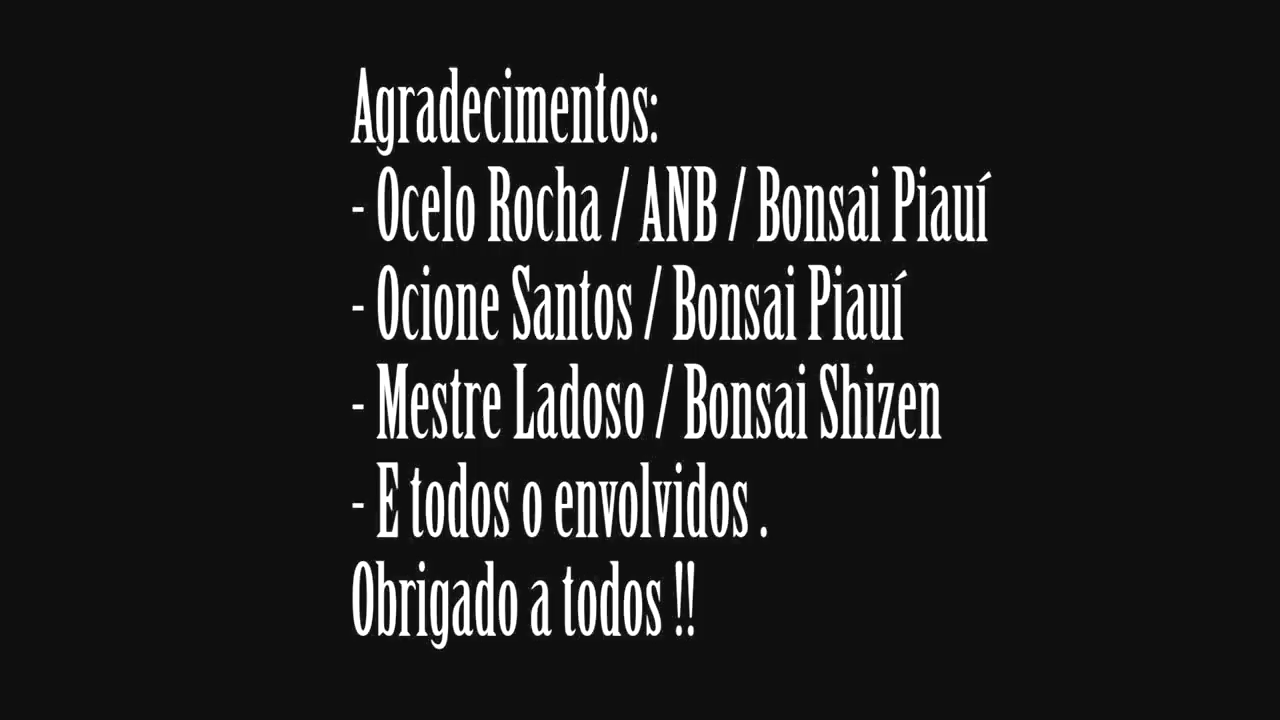 Agradecimentos:
- Ocelo Rocha / ANB / Bonsai Piauí
- Ocione Santos / Bonsai Piauí
- Mestre Ladoso / Bonsai Shizen
- E todos o envolvidos .
Obrigado a todos !!